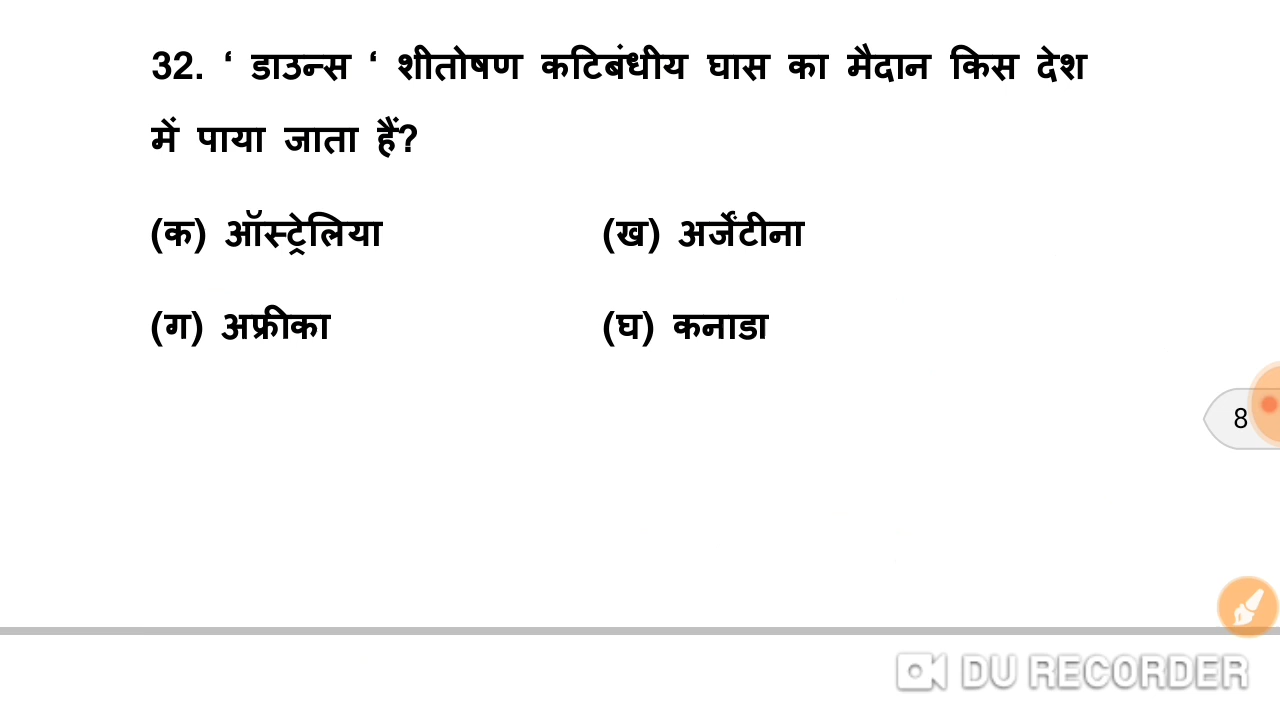 32. ‘ डाउन्स ‘ शीतोषण कटिबंधीय घास का मैदान किस देश
में पाया जाता हैं?
(क) ऑस्ट्रेलिया (ख) अर्जेंटीना
(ग) अफ्रीका (घ) कनाडा
8
DU RECORDER